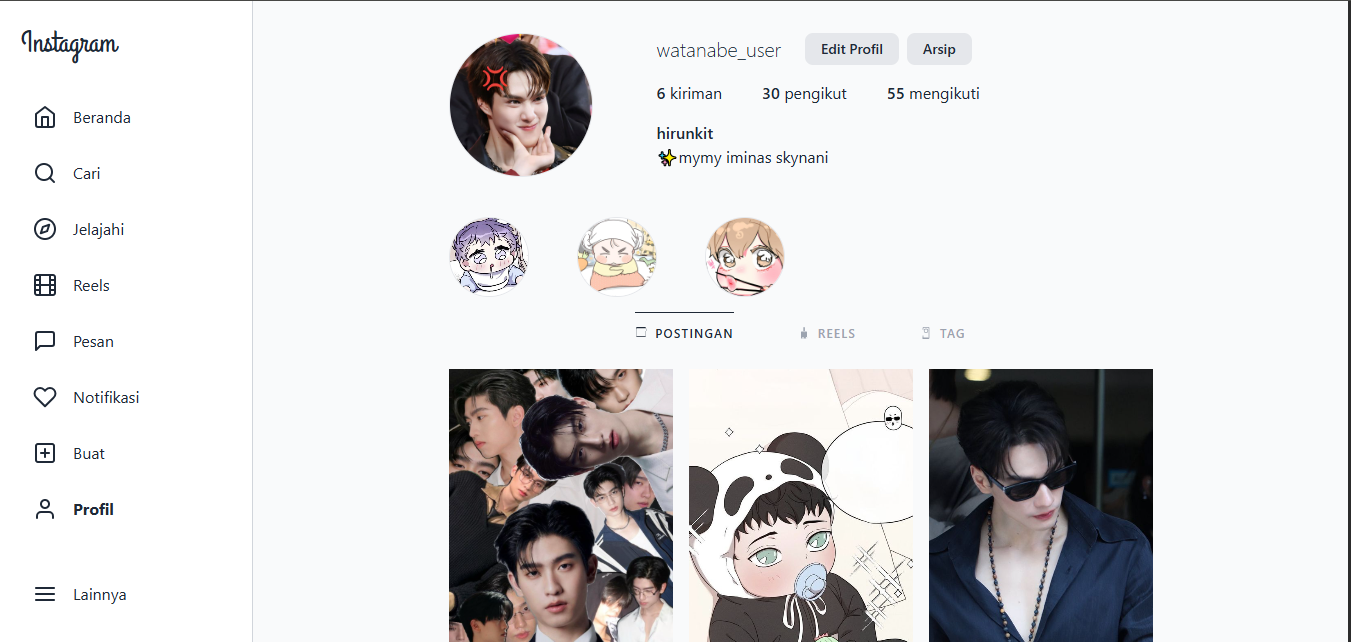 Instagram
Beranda
Cari
Jelajahi
Reels
Pesan
Notifikasi
Buat
Profil
Lainnya
watanabe_user Edit Profil Arsip
6 kiriman 30 pengikut 55 mengikuti
hirunkit
✨mymy iminas skynani
POSTINGAN REELS TAG